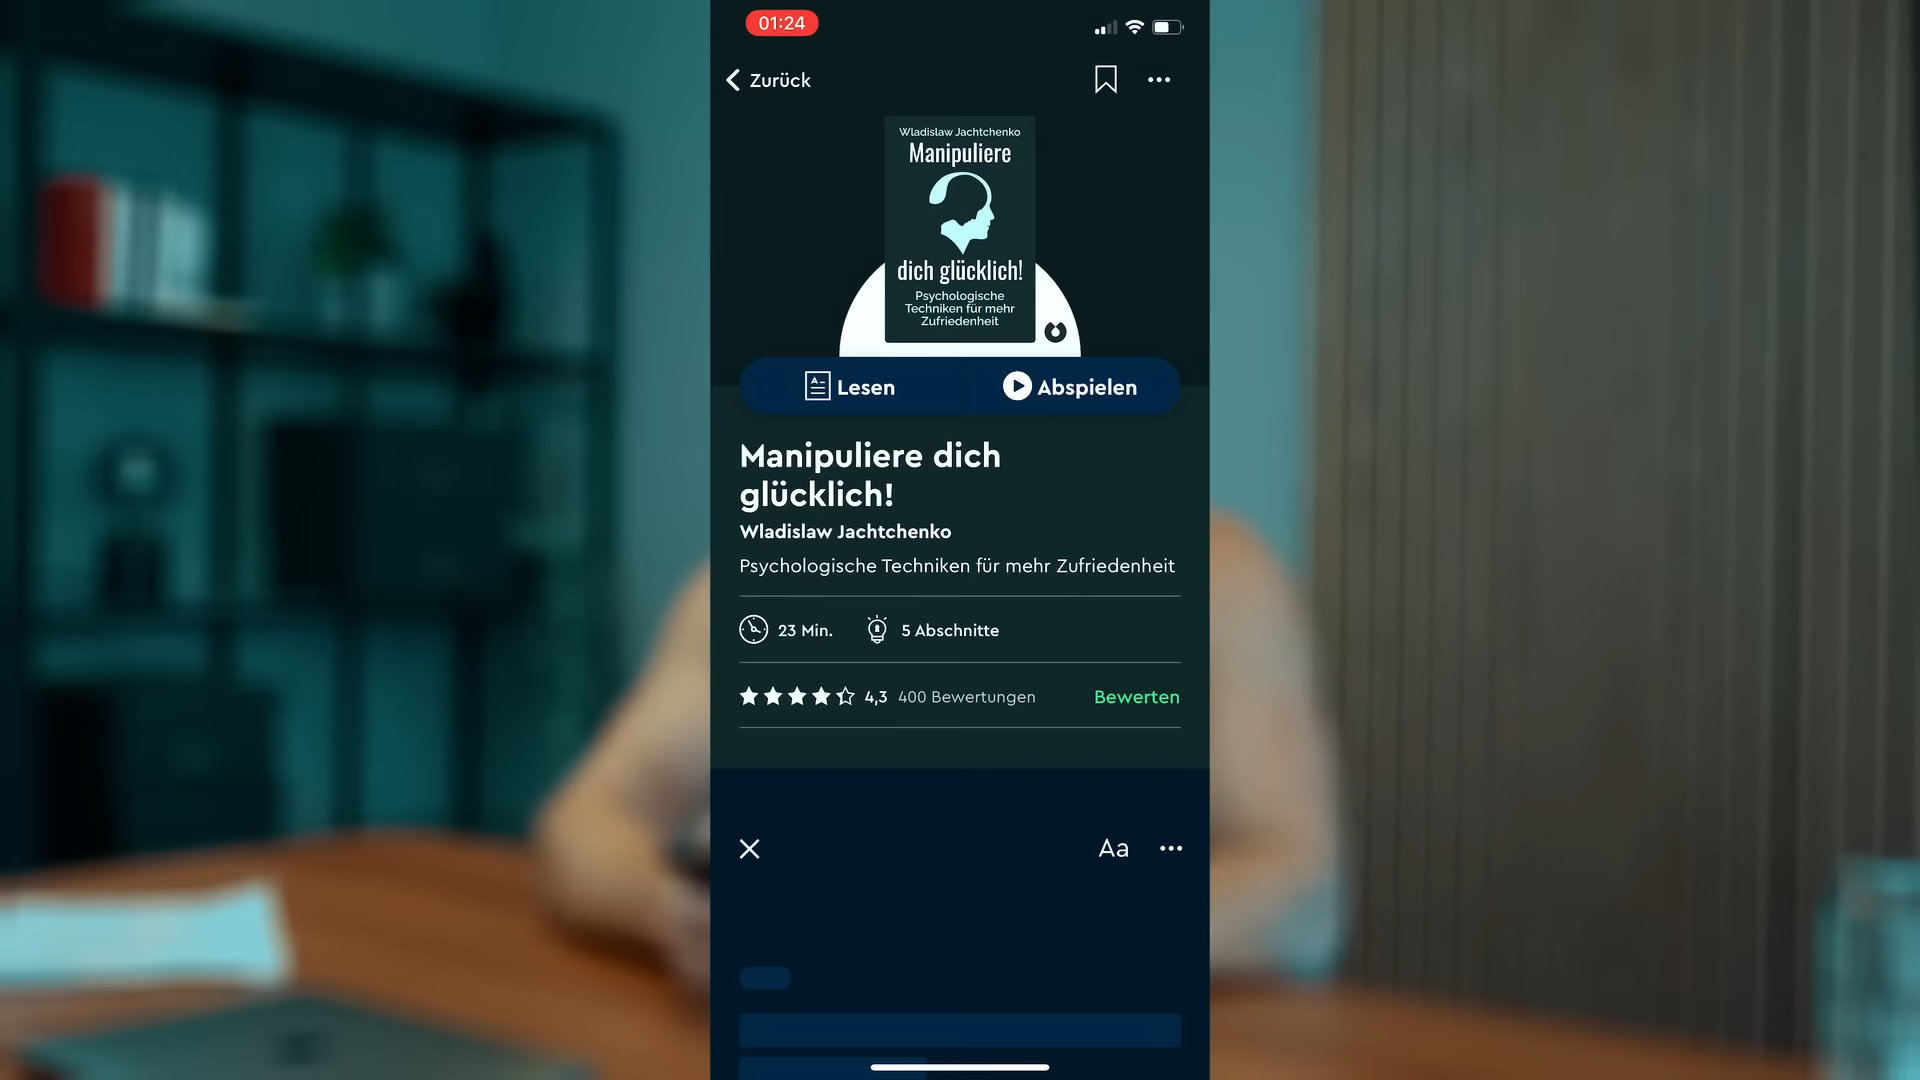 01:24
Zurück
Wladislaw Jachtchenko
Manipuliere
dich glücklich!
Psychologische
Techniken für mehr
Zufriedenheit
Lesen
Abspielen
Manipuliere dich
glücklich!
Wladislaw Jachtchenko
Psychologische Techniken für mehr Zufriedenheit
23 Min.
5 Abschnitte
4,3 400 Bewertungen
Bewerten
Aa